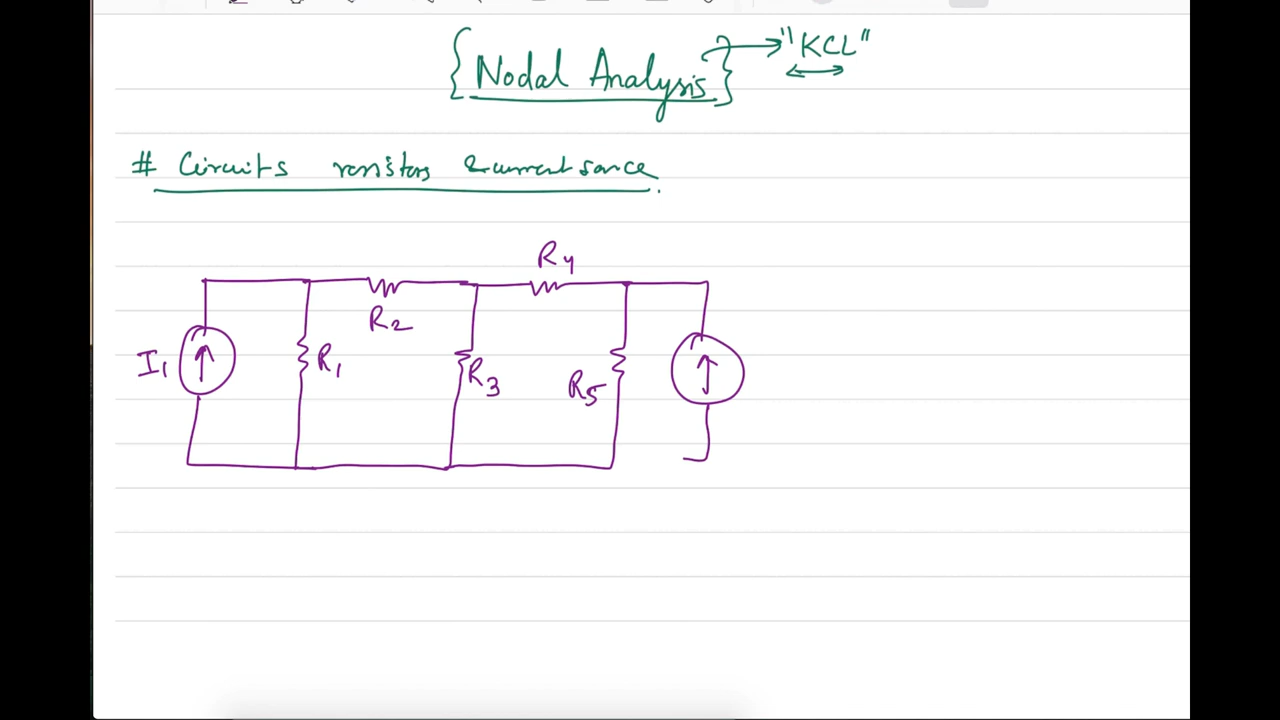 {Nodal Analysis} → "KCL"
# Circuits resistors & current source.
R4
R2
I1 R1 R3 R5